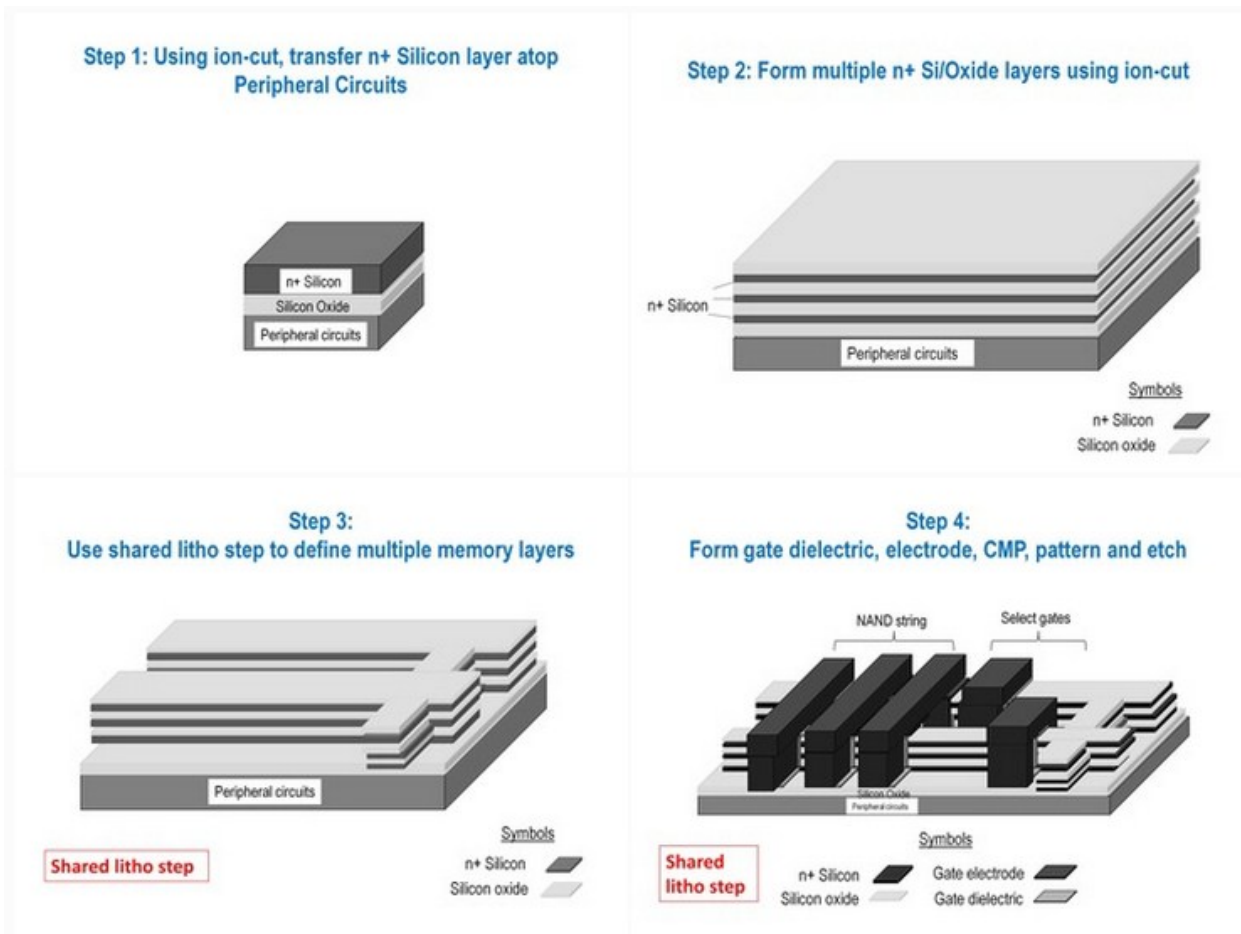 Step 1: Using ion-cut, transfer n+ Silicon layer atop
Peripheral Circuits
n+ Silicon
Silicon Oxide
Peripheral circuits
Step 2: Form multiple n+ Si/Oxide layers using ion-cut
n+ Silicon
Peripheral circuits
Symbols
n+ Silicon
Silicon oxide
Step 3:
Use shared litho step to define multiple memory layers
Peripheral circuits
Shared litho step
Symbols
n+ Silicon
Silicon oxide
Step 4:
Form gate dielectric, electrode, CMP, pattern and etch
NAND string
Select gates
Silicon Oxide
Peripheral circuits
Shared
litho step
Symbols
n+ Silicon
Gate electrode
Silicon oxide
Gate dielectric